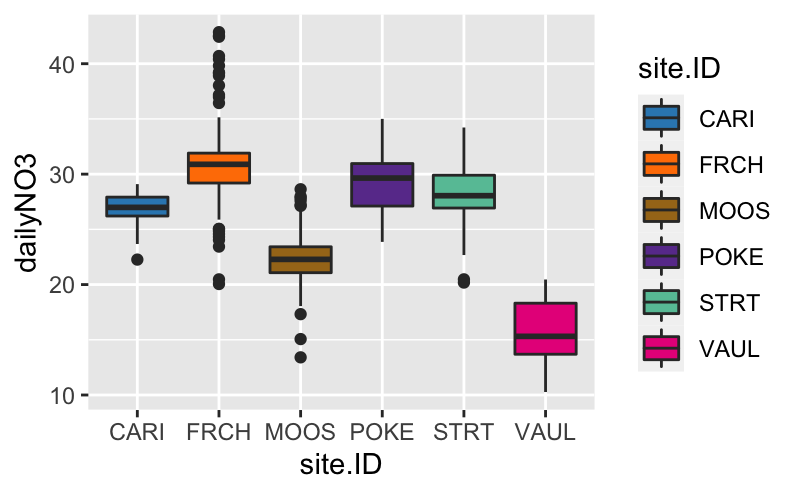 dailyNO3
40
30
20
10
CARI FRCH MOOS POKE STRT VAUL
site.ID
site.ID
CARI
FRCH
MOOS
POKE
STRT
VAUL